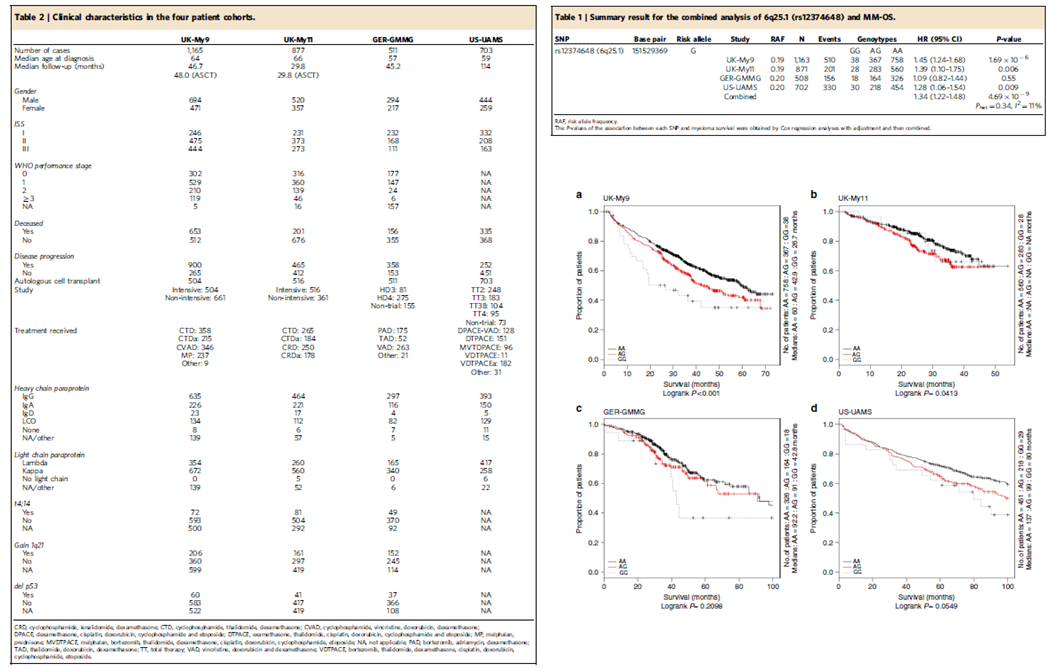 Table 2 | Clinical characteristics in the four patient cohorts.
UK-My9 UK-My11 GER-GMMG US-UAMS
Number of cases 1,165 877 511 703
Median age at diagnosis 64 66 57 59
Median follow-up (months) 46.7 29.8 45.2 114
48.0 (ASCT) 29.8 (ASCT)
Gender
Male 694 520 294 444
Female 471 357 217 259
ISS
I 246 231 232 332
II 475 373 168 208
III 444 273 111 163
WHO performance stage
0 302 316 177 NA
1 529 360 147 NA
2 210 139 24 NA
≥3 119 46 6 NA
NA 5 16 157 NA
Deceased
Yes 653 201 156 335
No 512 676 355 368
Disease progression
Yes 900 465 358 252
No 265 412 153 451
Autologous cell transplant 504 516 511 703
Study Intensive: 504 Intensive: 516 HD3: 81 TT2: 248
Non-intensive: 661 Non-intensive: 361 HD4: 275 TT3: 183
Non-trial: 155 TT3B: 104
TT4: 95
Non-trial: 73
Treatment received DPACE-VAD: 128
CTD: 358 CTD: 265 PAD: 175 DTPACE: 151
CTDa: 215 CTDa: 184 TAD: 52 MVTDPACE: 96
CVAD: 346 CRD: 250 VAD: 263 VDTPACE: 11
MP: 237 CRDa: 178 Other: 21 VDTPACEa: 182
Other: 9 Other: 31
Heavy chain paraprotein
IgG 635 464 297 393
IgA 226 221 116 150
IgD 23 17 4 5
LCO 134 112 82 129
None 8 6 7 11
NA/other 139 57 5 15
Light chain paraprotein
Lambda 354 260 165 417
Kappa 672 560 340 258
No light chain 0 5 0 6
NA/other 139 52 6 22
t4;14
Yes 72 81 49 NA
No 593 504 370 NA
NA 500 292 92 NA
Gain 1q21
Yes 206 161 152 NA
No 360 297 245 NA
NA 599 419 114 NA
del p53
Yes 60 41 37 NA
No 583 417 366 NA
NA 522 419 108 NA
CRD, cyclophosphamide, lenalidomide, dexamethasone; CTD, cyclophosphamide, thalidomide, dexamethasone; CVAD, cyclophosphamide, vincristine, doxorubicin, dexamethasone;
DPACE, dexamethasone, cisplatin, doxorubicin, cyclophosphamide and etoposide; DTPACE, dexamethasone, thalidomide, cisplatin, doxorubicin, cyclophosphamide and etoposide; MP, melphalan,
prednisone; MVDTPACE, melphalan, bortezomib, thalidomide, dexamethasone, cisplatin, doxorubicin, cyclophosphamide, etoposide; NA, not applicable; PAD, bortezomib, adriamycin, dexamethasone;
TAD, thalidomide, doxorubicin, dexamethasone; TT, total therapy; VAD, vincristine, doxorubicin and dexamethasone; VDTPACE, bortezomib, thalidomide, dexamethasone, cisplatin, doxorubicin,
cyclophosphamide, etoposide.
Table 1 | Summary result for the combined analysis of 6q25.1 (rs12374648) and MM-OS.
SNP Base pair Risk allele Study RAF N Events Genoytypes HR (95% CI) P-value
rs12374648 (6q25.1) 151529369 G GG AG AA
UK-My9 0.19 1,163 510 38 367 758 1.45 (1.24–1.68) 1.69 × 10−6
UK-My11 0.19 871 201 28 283 560 1.39 (1.10–1.75) 0.006
GER-GMMG 0.20 508 156 18 164 326 1.09 (0.82–1.44) 0.55
US-UAMS 0.20 702 330 30 218 454 1.28 (1.06–1.54) 0.009
Combined 1.34 (1.22–1.48) 4.69 × 10−9
Phet = 0.34, I2 = 11%
RAF, risk allele frequency.
The P-values of the association between each SNP and myeloma survival were obtained by Cox regression analyses with adjustment and then combined.
a
UK-My9
1.0
0.8
0.6
0.4
0.2
0.0
Proportion of patients
AA
AG
GG
0 10 20 30 40 50 60 70
Survival (months)
Logrank P<0.001
No. of patients: AA = 758 : AG = 367 : GG = 38
Medians: AA = 60 : AG = 42.9 : GG = 26.7 months
b
UK-My11
1.0
0.8
0.6
0.4
0.2
0.0
Proportion of patients
AA
AG
GG
0 10 20 30 40 50
Survival (months)
Logrank P= 0.0413
No. of patients: AA = 560 : AG = 283 : GG = 28
Medians: AA = :NA : AG = NA : GG = NA months
c
GER-GMMG
1.0
0.8
0.6
0.4
0.2
0.0
Proportion of patients
AA
AG
GG
0 20 40 60 80 100
Survival (months)
Logrank P= 0.2098
No. of patients: AA = 326 : AG = 164 : GG = 18
Medians: AA = 92.2 : AG = 91 : GG = 42.8 months
d
US-UAMS
1.0
0.8
0.6
0.4
0.2
0.0
Proportion of patients
AA
AG
GG
0 20 40 60 80 100
Survival (months)
Logrank P= 0.0549
No. of patients: AA = 451 : AG = 218 : GG = 29
Medians: AA = 137 : AG = 99 : GG = 80 months